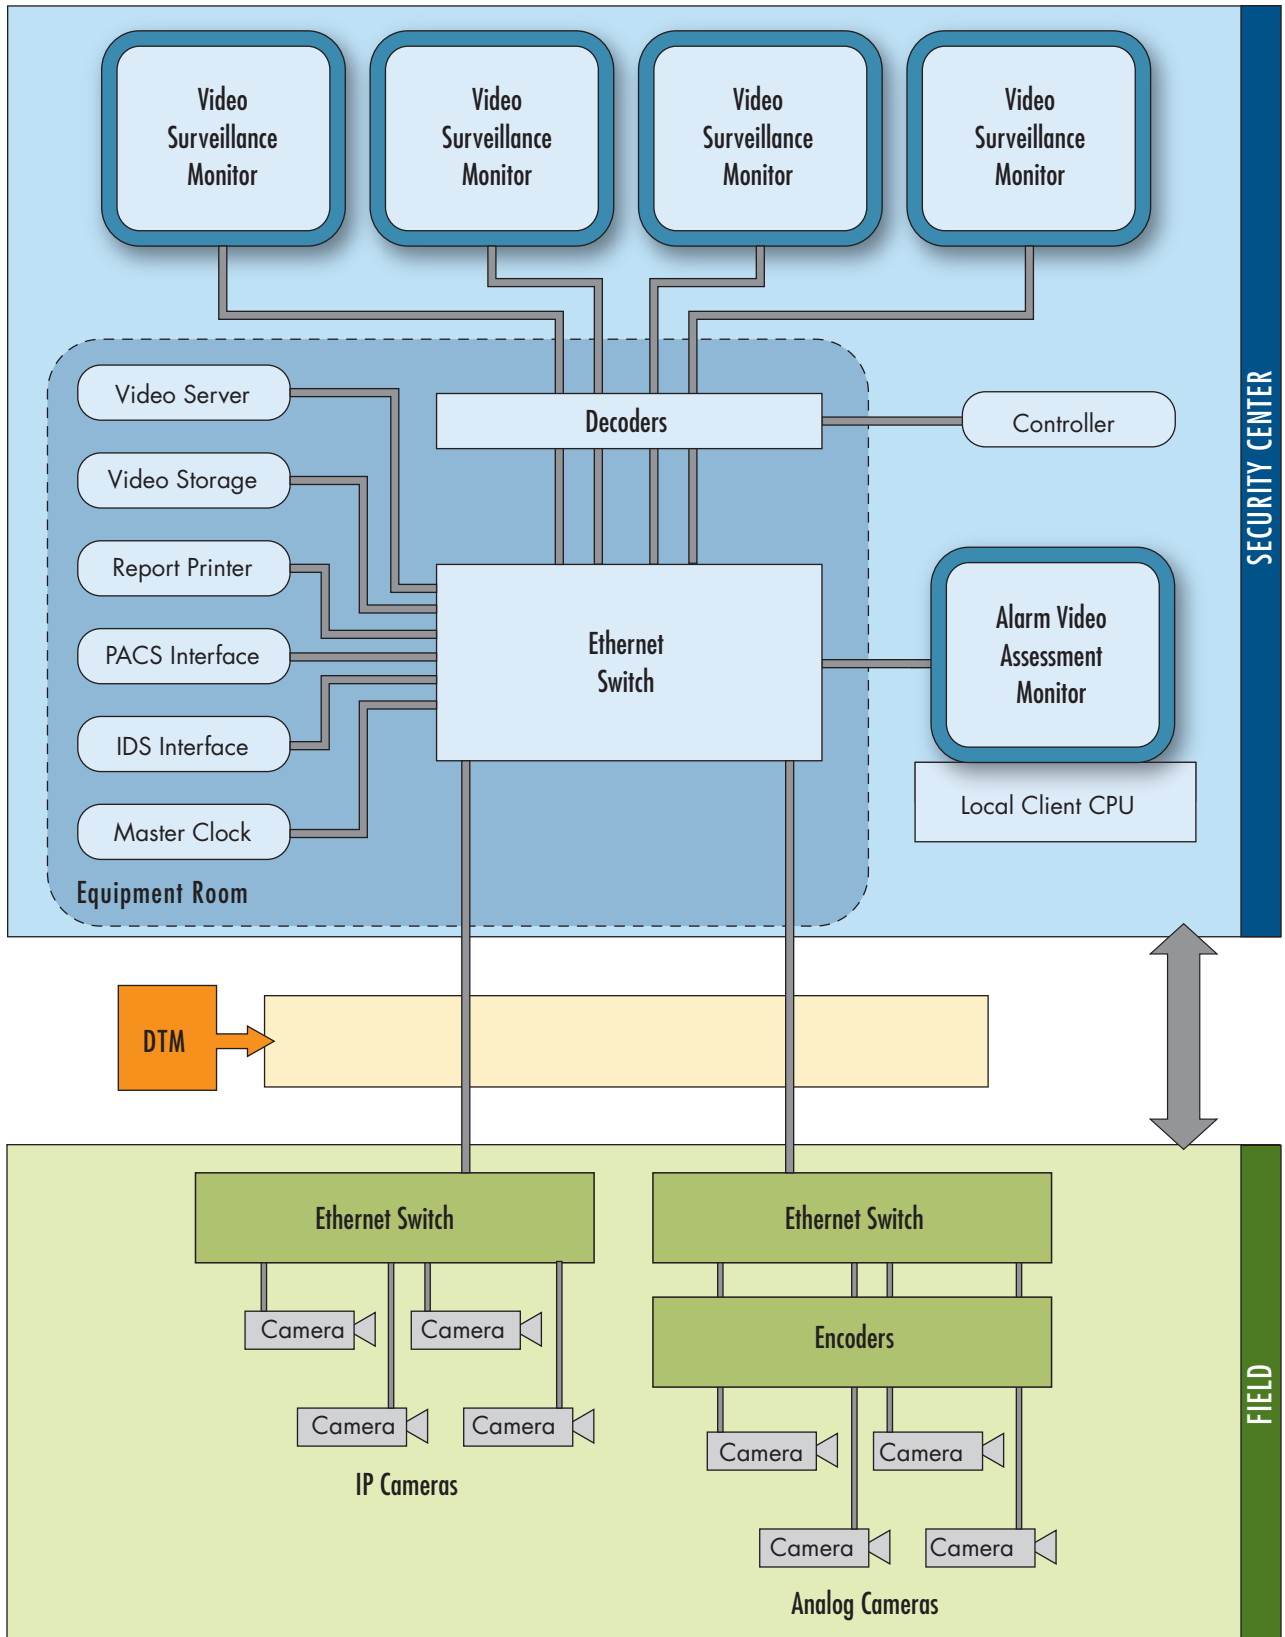 Video
Surveillance
Monitor
Video
Surveillance
Monitor
Video
Surveillance
Monitor
Video
Surveillance
Monitor
SECURITY CENTER
Video Server
Video Storage
Report Printer
PACS Interface
IDS Interface
Master Clock
Equipment Room
Decoders
Controller
Ethernet
Switch
Alarm Video
Assessment
Monitor
Local Client CPU
DTM
FIELD
Ethernet Switch
Camera
Camera
Camera
Camera
IP Cameras
Ethernet Switch
Encoders
Camera
Camera
Camera
Camera
Analog Cameras